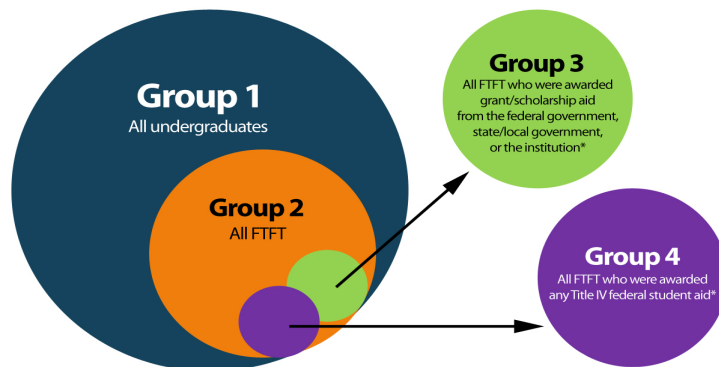 Group 1
All undergraduates
Group 2
All FTFT
Group 3
All FTFT who were awarded
grant/scholarship aid
from the federal government,
state/local government,
or the institution*
Group 4
All FTFT who were awarded
any Title IV federal student aid*